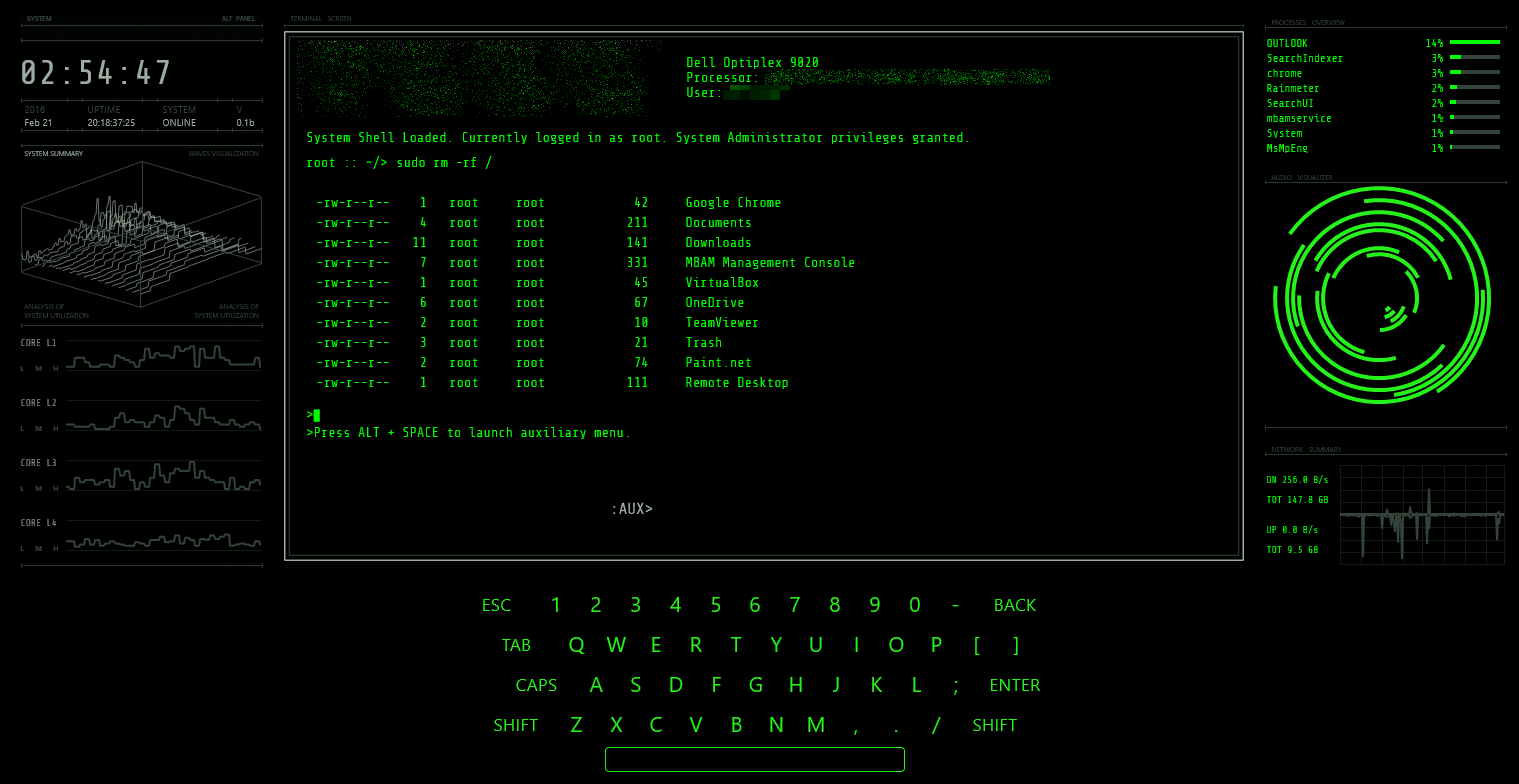 SYSTEM ALT PANEL
02:54:47
2016 UPTIME SYSTEM V
Feb 21 20:18:37:25 ONLINE 0.1b
SYSTEM SUMMARY WAVES VISUALIZATION
ANALYSIS OF ANALYSIS OF
SYSTEM UTILIZATION SYSTEM UTILIZATION
CORE L1
L M H
CORE L2
L M H
CORE L3
L M H
CORE L4
L M H
TERMINAL SCREEN
Dell Optiplex 9020
Processor:
User:
System Shell Loaded. Currently logged in as root. System Administrator privileges granted.
root :: ~/> sudo rm -rf /
-rw-r--r-- 1 root root 42 Google Chrome
-rw-r--r-- 4 root root 211 Documents
-rw-r--r-- 11 root root 141 Downloads
-rw-r--r-- 7 root root 331 MBAM Management Console
-rw-r--r-- 1 root root 45 VirtualBox
-rw-r--r-- 6 root root 67 OneDrive
-rw-r--r-- 2 root root 10 TeamViewer
-rw-r--r-- 3 root root 21 Trash
-rw-r--r-- 2 root root 74 Paint.net
-rw-r--r-- 1 root root 111 Remote Desktop
>
>Press ALT + SPACE to launch auxiliary menu.
:AUX>
PROCESSES OVERVIEW
OUTLOOK 14%
SearchIndexer 3%
chrome 3%
Rainmeter 2%
SearchUI 2%
mbamservice 1%
System 1%
MsMpEng 1%
AUDIO VISUALIZER
NETWORK SUMMARY
DN 256.0 B/s
TOT 147.8 GB
UP 0.0 B/s
TOT 9.5 GB
ESC 1 2 3 4 5 6 7 8 9 0 - BACK
TAB Q W E R T Y U I O P [ ]
CAPS A S D F G H J K L ; ENTER
SHIFT Z X C V B N M , . / SHIFT